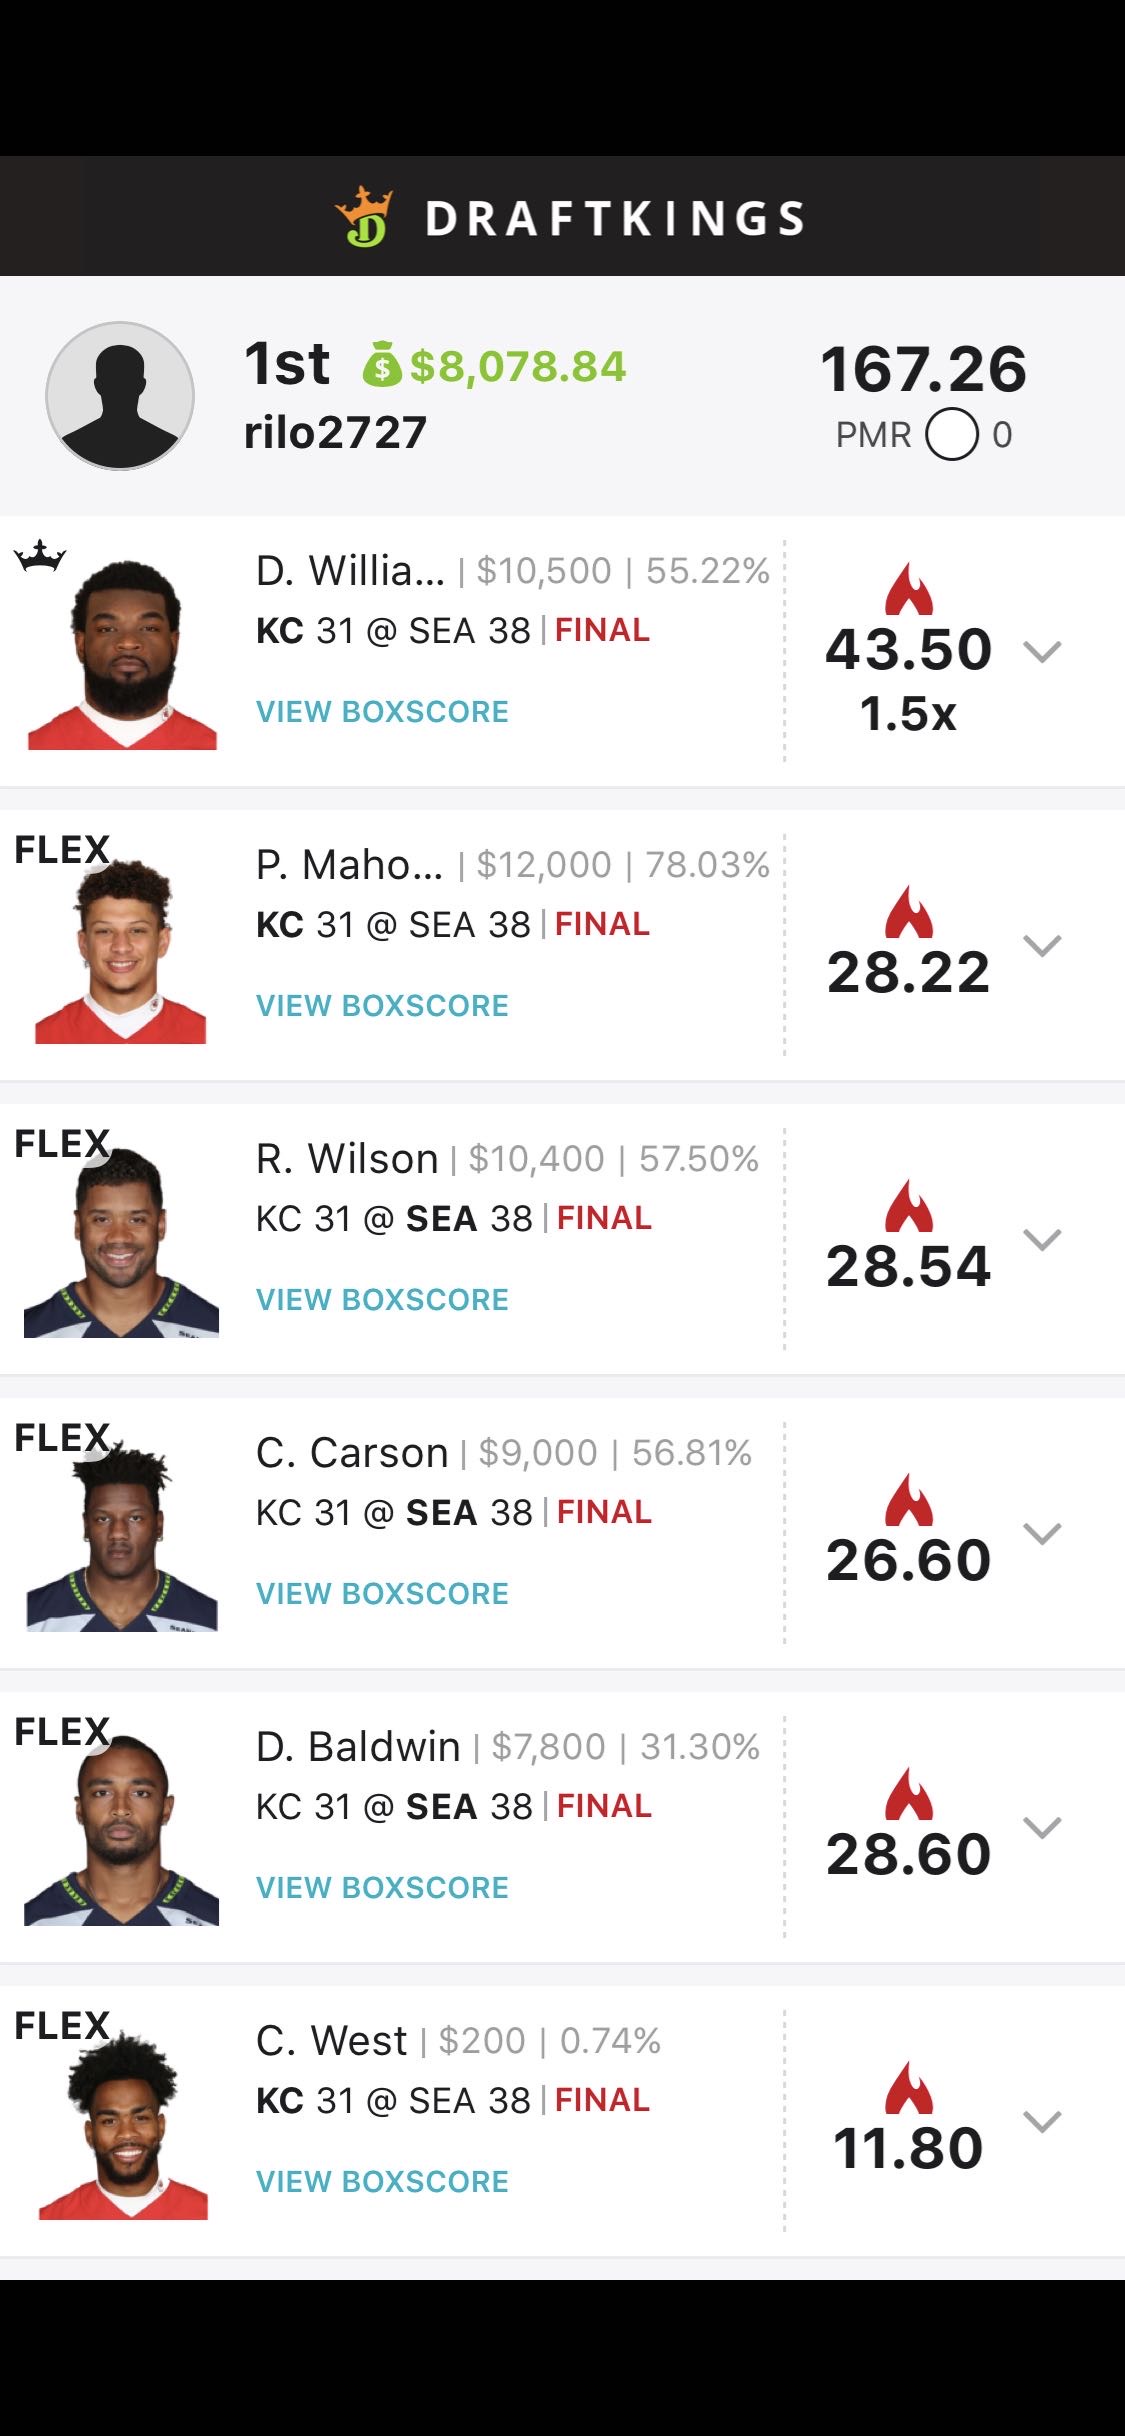 DRAFTKINGS
1st $8,078.84
rilo2727
167.26
PMR 0
D. Willia... | $10,500 | 55.22%
KC 31 @ SEA 38 | FINAL
VIEW BOXSCORE
43.50
1.5x
FLEX
P. Maho... | $12,000 | 78.03%
KC 31 @ SEA 38 | FINAL
VIEW BOXSCORE
28.22
FLEX
R. Wilson | $10,400 | 57.50%
KC 31 @ SEA 38 | FINAL
VIEW BOXSCORE
28.54
FLEX
C. Carson | $9,000 | 56.81%
KC 31 @ SEA 38 | FINAL
VIEW BOXSCORE
26.60
FLEX
D. Baldwin | $7,800 | 31.30%
KC 31 @ SEA 38 | FINAL
VIEW BOXSCORE
28.60
FLEX
C. West | $200 | 0.74%
KC 31 @ SEA 38 | FINAL
VIEW BOXSCORE
11.80